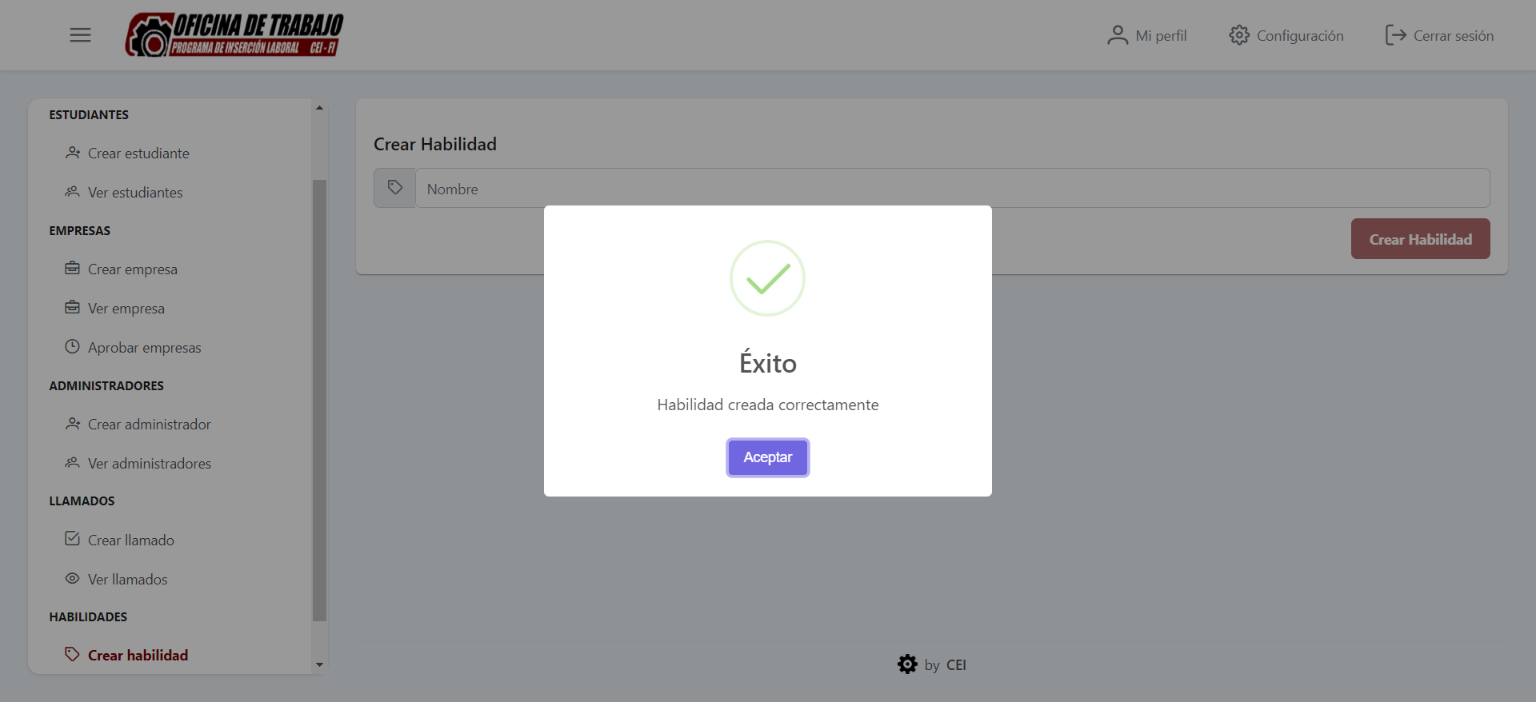 OFICINA DE TRABAJO
PROGRAMA DE INSERCIÓN LABORAL CEI - FI
Mi perfil
Configuración
Cerrar sesión
ESTUDIANTES
Crear estudiante
Ver estudiantes
EMPRESAS
Crear empresa
Ver empresa
Aprobar empresas
ADMINISTRADORES
Crear administrador
Ver administradores
LLAMADOS
Crear llamado
Ver llamados
HABILIDADES
Crear habilidad
Crear Habilidad
Nombre
Crear Habilidad
Éxito
Habilidad creada correctamente
Aceptar
by CEI